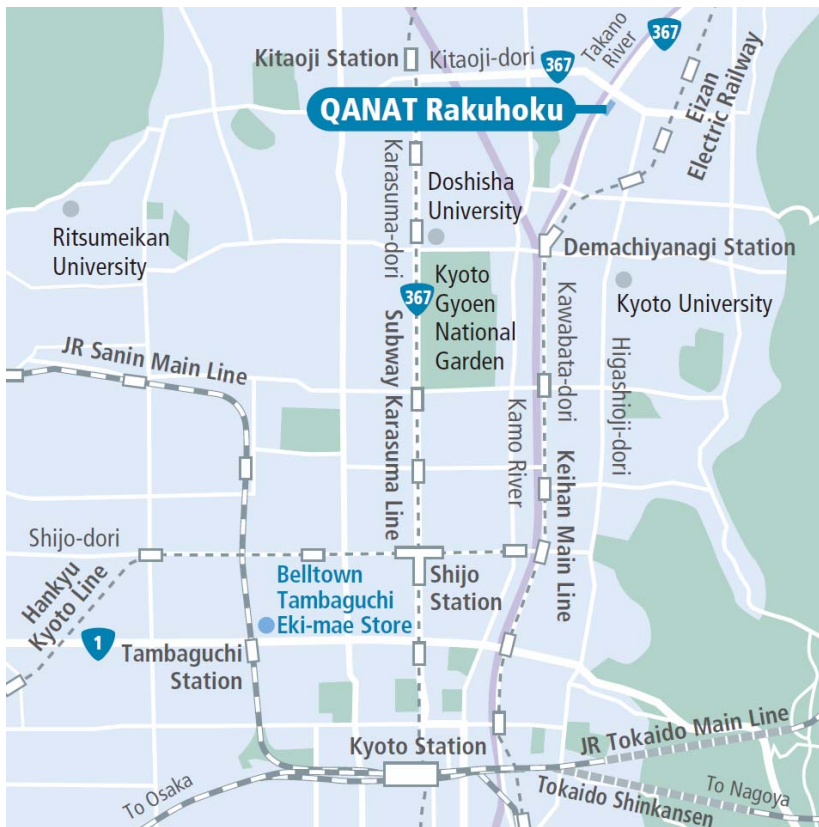 Kitaoji Station
Kitaoji-dori
367
Takano
River
367
Eizan
Electric Railway
QANAT Rakuhoku
Karasuma-dori
Doshisha
University
Ritsumeikan
University
Demachiyanagi Station
367
Kyoto
Gyoen
National
Garden
Kyoto University
JR Sanin Main Line
Subway Karasuma Line
Kamo River
Kawabata-dori
Higashioji-dori
Keihan Main Line
Shijo-dori
Hankyu
Kyoto Line
Belltown
Tambaguchi
Eki-mae Store
Shijo
Station
1
Tambaguchi
Station
Kyoto Station
JR Tokaido Main Line
To Osaka
Tokaido Shinkansen
To Nagoya